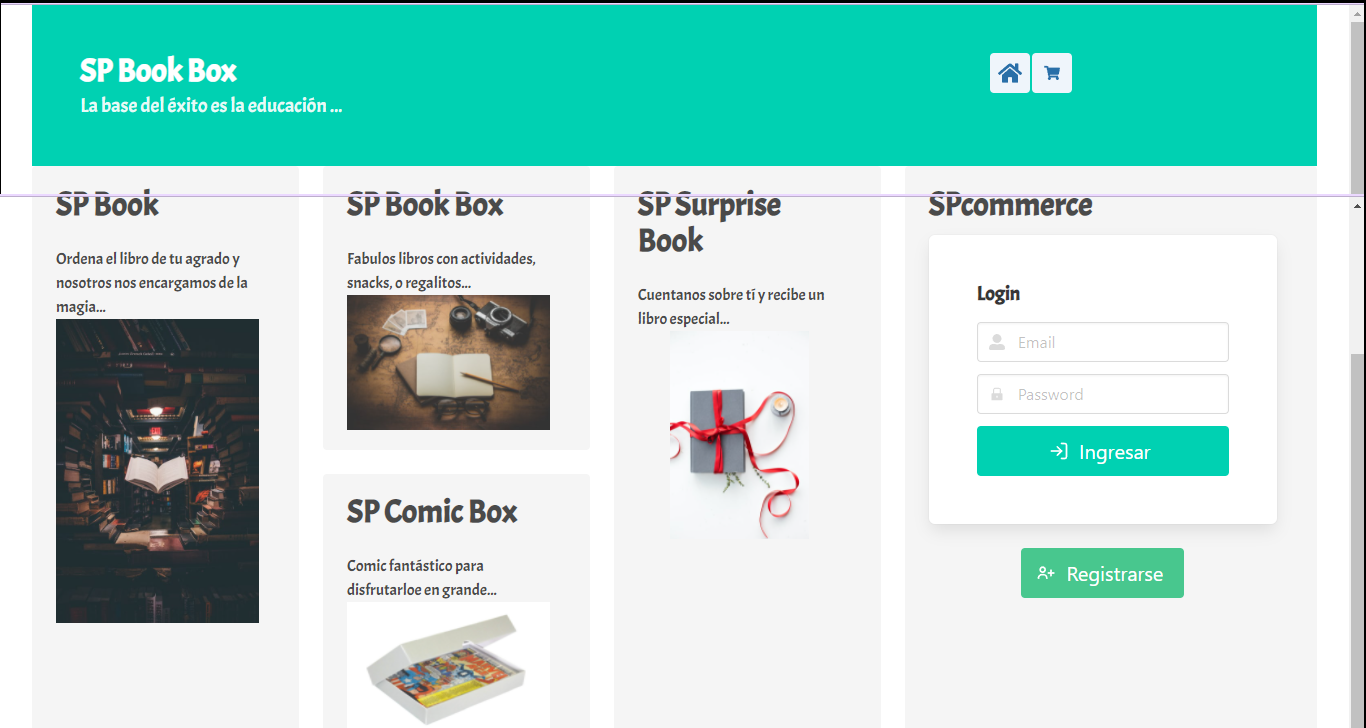 SP Book Box
La base del éxito es la educación ...
SP Book
Ordena el libro de tu agrado y
nosotros nos encargamos de la
magia...
SP Book Box
Fabulos libros con actividades,
snacks, o regalitos...
SP Comic Box
Comic fantástico para
disfrutarloe en grande...
SP Surprise
Book
Cuentanos sobre tí y recibe un
libro especial...
SPcommerce
Login
Email
Password
Ingresar
Registrarse